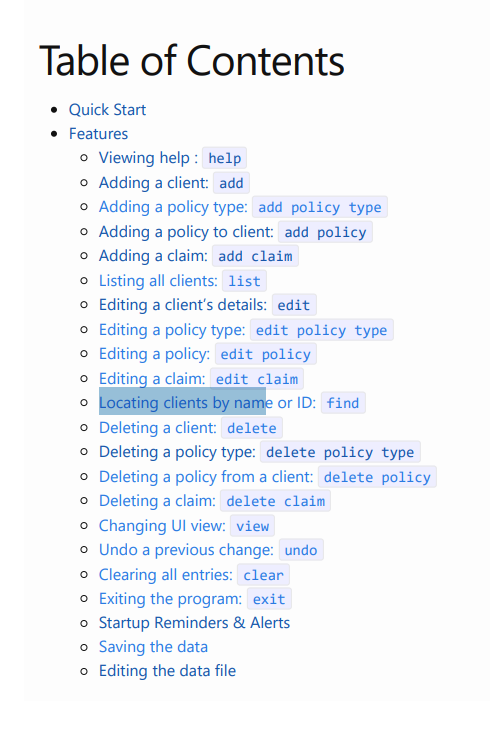 Table of Contents
Quick Start
Features
Viewing help : help
Adding a client: add
Adding a policy type: add policy type
Adding a policy to client: add policy
Adding a claim: add claim
Listing all clients: list
Editing a client's details: edit
Editing a policy type: edit policy type
Editing a policy: edit policy
Editing a claim: edit claim
Locating clients by name or ID: find
Deleting a client: delete
Deleting a policy type: delete policy type
Deleting a policy from a client: delete policy
Deleting a claim: delete claim
Changing UI view: view
Undo a previous change: undo
Clearing all entries: clear
Exiting the program: exit
Startup Reminders & Alerts
Saving the data
Editing the data file